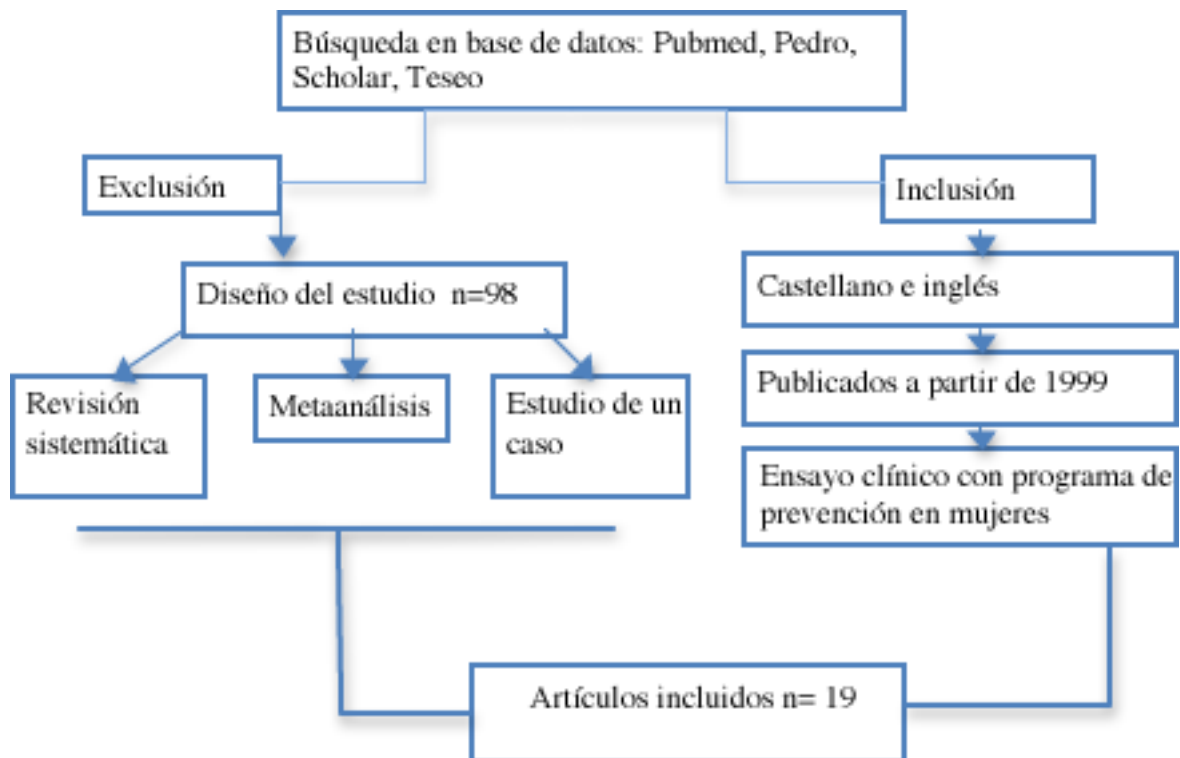 Búsqueda en base de datos: Pubmed, Pedro,
Scholar, Teseo
Exclusión
Inclusión
Diseño del estudio n=98
Castellano e inglés
Revisión
sistemática
Metaanálisis
Estudio de un
caso
Publicados a partir de 1999
Ensayo clínico con programa de
prevención en mujeres
Artículos incluidos n= 19